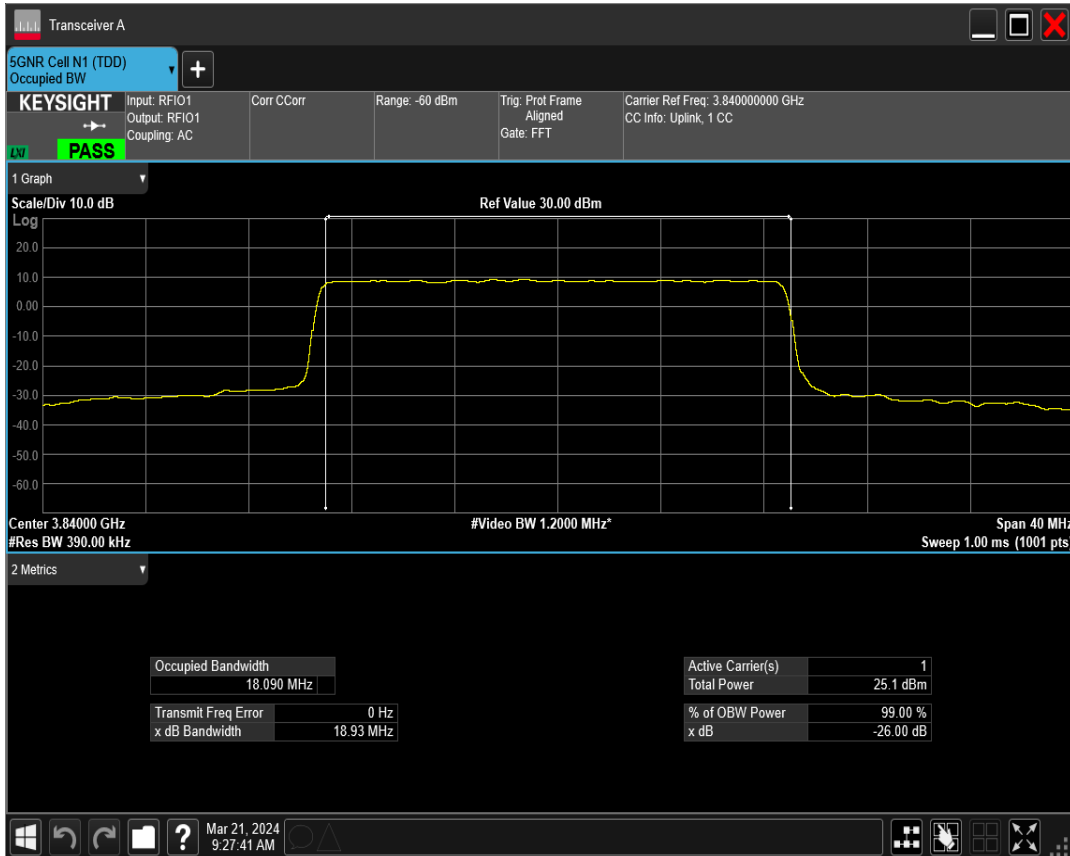 Transceiver A
5GNR Cell N1 (TDD)
Occupied BW
+
KEYSIGHT
LXI
PASS
Input: RFIO1
Output: RFIO1
Coupling: AC
Corr CCorr
Range: -60 dBm
Trig: Prot Frame
Aligned
Gate: FFT
Carrier Ref Freq: 3.840000000 GHz
CC Info: Uplink, 1 CC
1 Graph
Scale/Div 10.0 dB
Ref Value 30.00 dBm
Log
20.0
10.0
0.00
-10.0
-20.0
-30.0
-40.0
-50.0
-60.0
Center 3.84000 GHz
#Video BW 1.2000 MHz*
Span 40 MHz
#Res BW 390.00 kHz
Sweep 1.00 ms (1001 pts)
2 Metrics
Occupied Bandwidth
18.090 MHz
Transmit Freq Error 0 Hz
x dB Bandwidth 18.93 MHz
Active Carrier(s) 1
Total Power 25.1 dBm
% of OBW Power 99.00 %
x dB -26.00 dB
?
Mar 21, 2024
9:27:41 AM